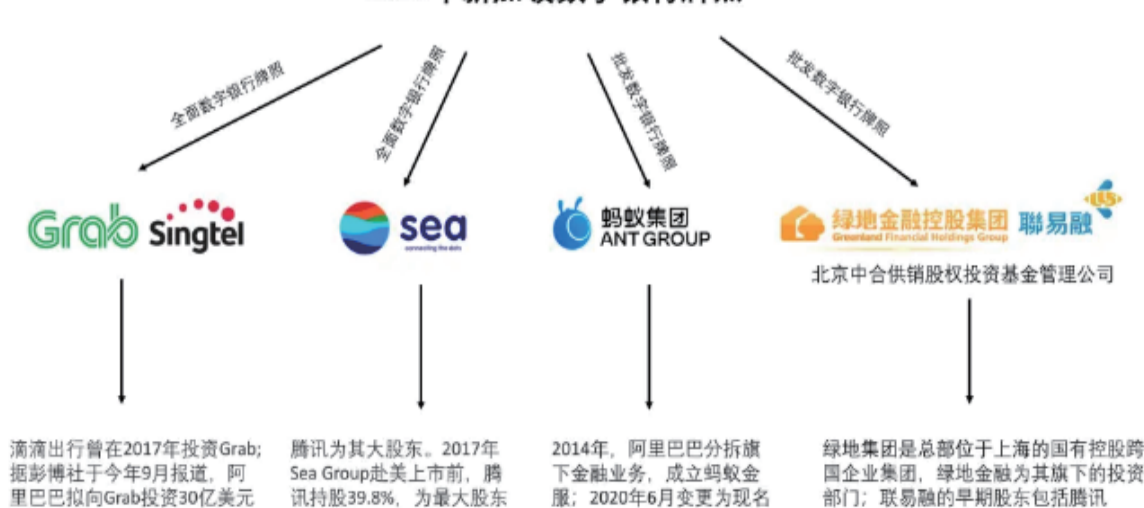 全面数字银行牌照
全面数字银行牌照
批发数字银行牌照
批发数字银行牌照
Grab Singtel
sea
connecting the dots
蚂蚁集团
ANT GROUP
绿地金融控股集团
Greenland Financial Holdings Group
聯易融
LLS
北京中合供销股权投资基金管理公司
滴滴出行曾在2017年投资Grab;
据彭博社于今年9月报道，阿
里巴巴拟向Grab投资30亿美元
腾讯为其大股东。2017年
Sea Group赴美上市前，腾
讯持股39.8%，为最大股东
2014年，阿里巴巴分拆旗
下金融业务，成立蚂蚁金
服；2020年6月变更为现名
绿地集团是总部位于上海的国有控股跨
国企业集团，绿地金融为其旗下的投资
部门；联易融的早期股东包括腾讯